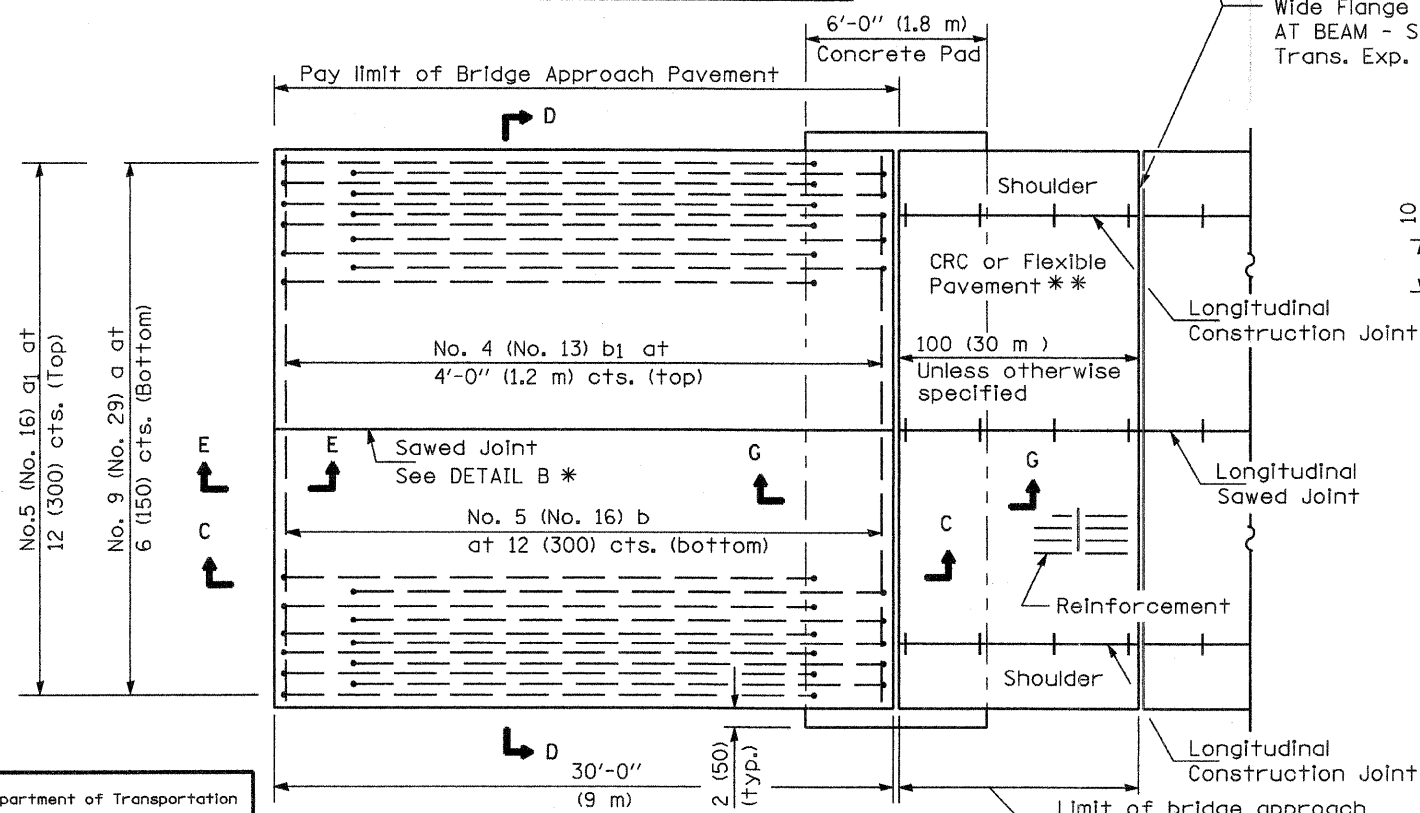 6'-0" (1.8 m)
Concrete Pad
Wide Flange
AT BEAM - S
Trans. Exp.
Pay limit of Bridge Approach Pavement
D
Shoulder
10
CRC or Flexible
Pavement * *
Longitudinal
Construction Joint
No.5 (No. 16) a1 at
12 (300) cts. (Top)
No. 9 (No. 29) a at
6 (150) cts. (Bottom)
No. 4 (No. 13) b1 at
4'-0" (1.2 m) cts. (top)
100 (30 m )
Unless otherwise
specified
E
E
Sawed Joint
See DETAIL B *
G
G
Longitudinal
Sawed Joint
C
No. 5 (No. 16) b
at 12 (300) cts. (bottom)
C
Reinforcement
Shoulder
D
2 (50)
(typ.)
30'-0"
(9 m)
Longitudinal
Construction Joint
partment of Transportation
Limit of bridge approach